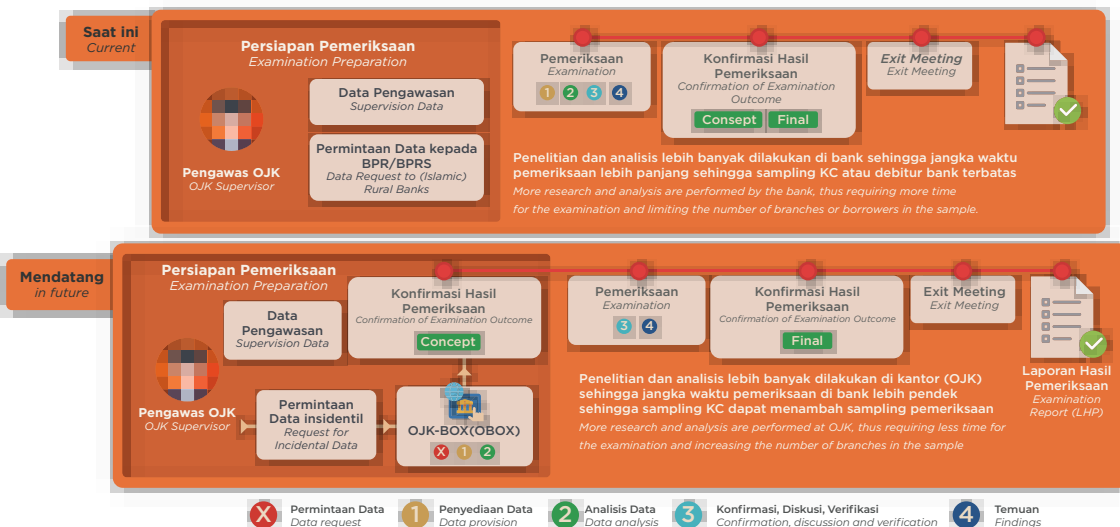 Saat ini
Current
Persiapan Pemeriksaan
Examination Preparation
Pengawas OJK
OJK Supervisor
Data Pengawasan
Supervision Data
Permintaan Data kepada
BPR/BPRS
Data Request to (Islamic)
Rural Banks
Pemeriksaan
Examination
1 2 3 4
Konfirmasi Hasil
Pemeriksaan
Confirmation of Examination
Outcome
Consept Final
Exit Meeting
Exit Meeting
Penelitian dan analisis lebih banyak dilakukan di bank sehingga jangka waktu
pemeriksaan lebih panjang sehingga sampling KC atau debitur bank terbatas
More research and analysis are performed by the bank, thus requiring more time
for the examination and limiting the number of branches or borrowers in the sample.
Mendatang
in future
Persiapan Pemeriksaan
Examination Preparation
Data
Pengawasan
Supervision Data
Konfirmasi Hasil
Pemeriksaan
Confirmation of Examination Outcome
Concept
Pengawas OJK
OJK Supervisor
Permintaan
Data insidentil
Request for
Incidental Data
OJK-BOX(OBOX)
X 1 2
Pemeriksaan
Examination
3 4
Konfirmasi Hasil
Pemeriksaan
Confirmation of Examination Outcome
Final
Exit Meeting
Exit Meeting
Laporan Hasil
Pemeriksaan
Examination
Report (LHP)
Penelitian dan analisis lebih banyak dilakukan di kantor (OJK)
sehingga jangka waktu pemeriksaan di bank lebih pendek
sehingga sampling KC dapat menambah sampling pemeriksaan
More research and analysis are performed at OJK, thus requiring less time for
the examination and increasing the number of branches in the sample
X Permintaan Data
Data request
1 Penyediaan Data
Data provision
2 Analisis Data
Data analysis
3 Konfirmasi, Diskusi, Verifikasi
Confirmation, discussion and verification
4 Temuan
Findings